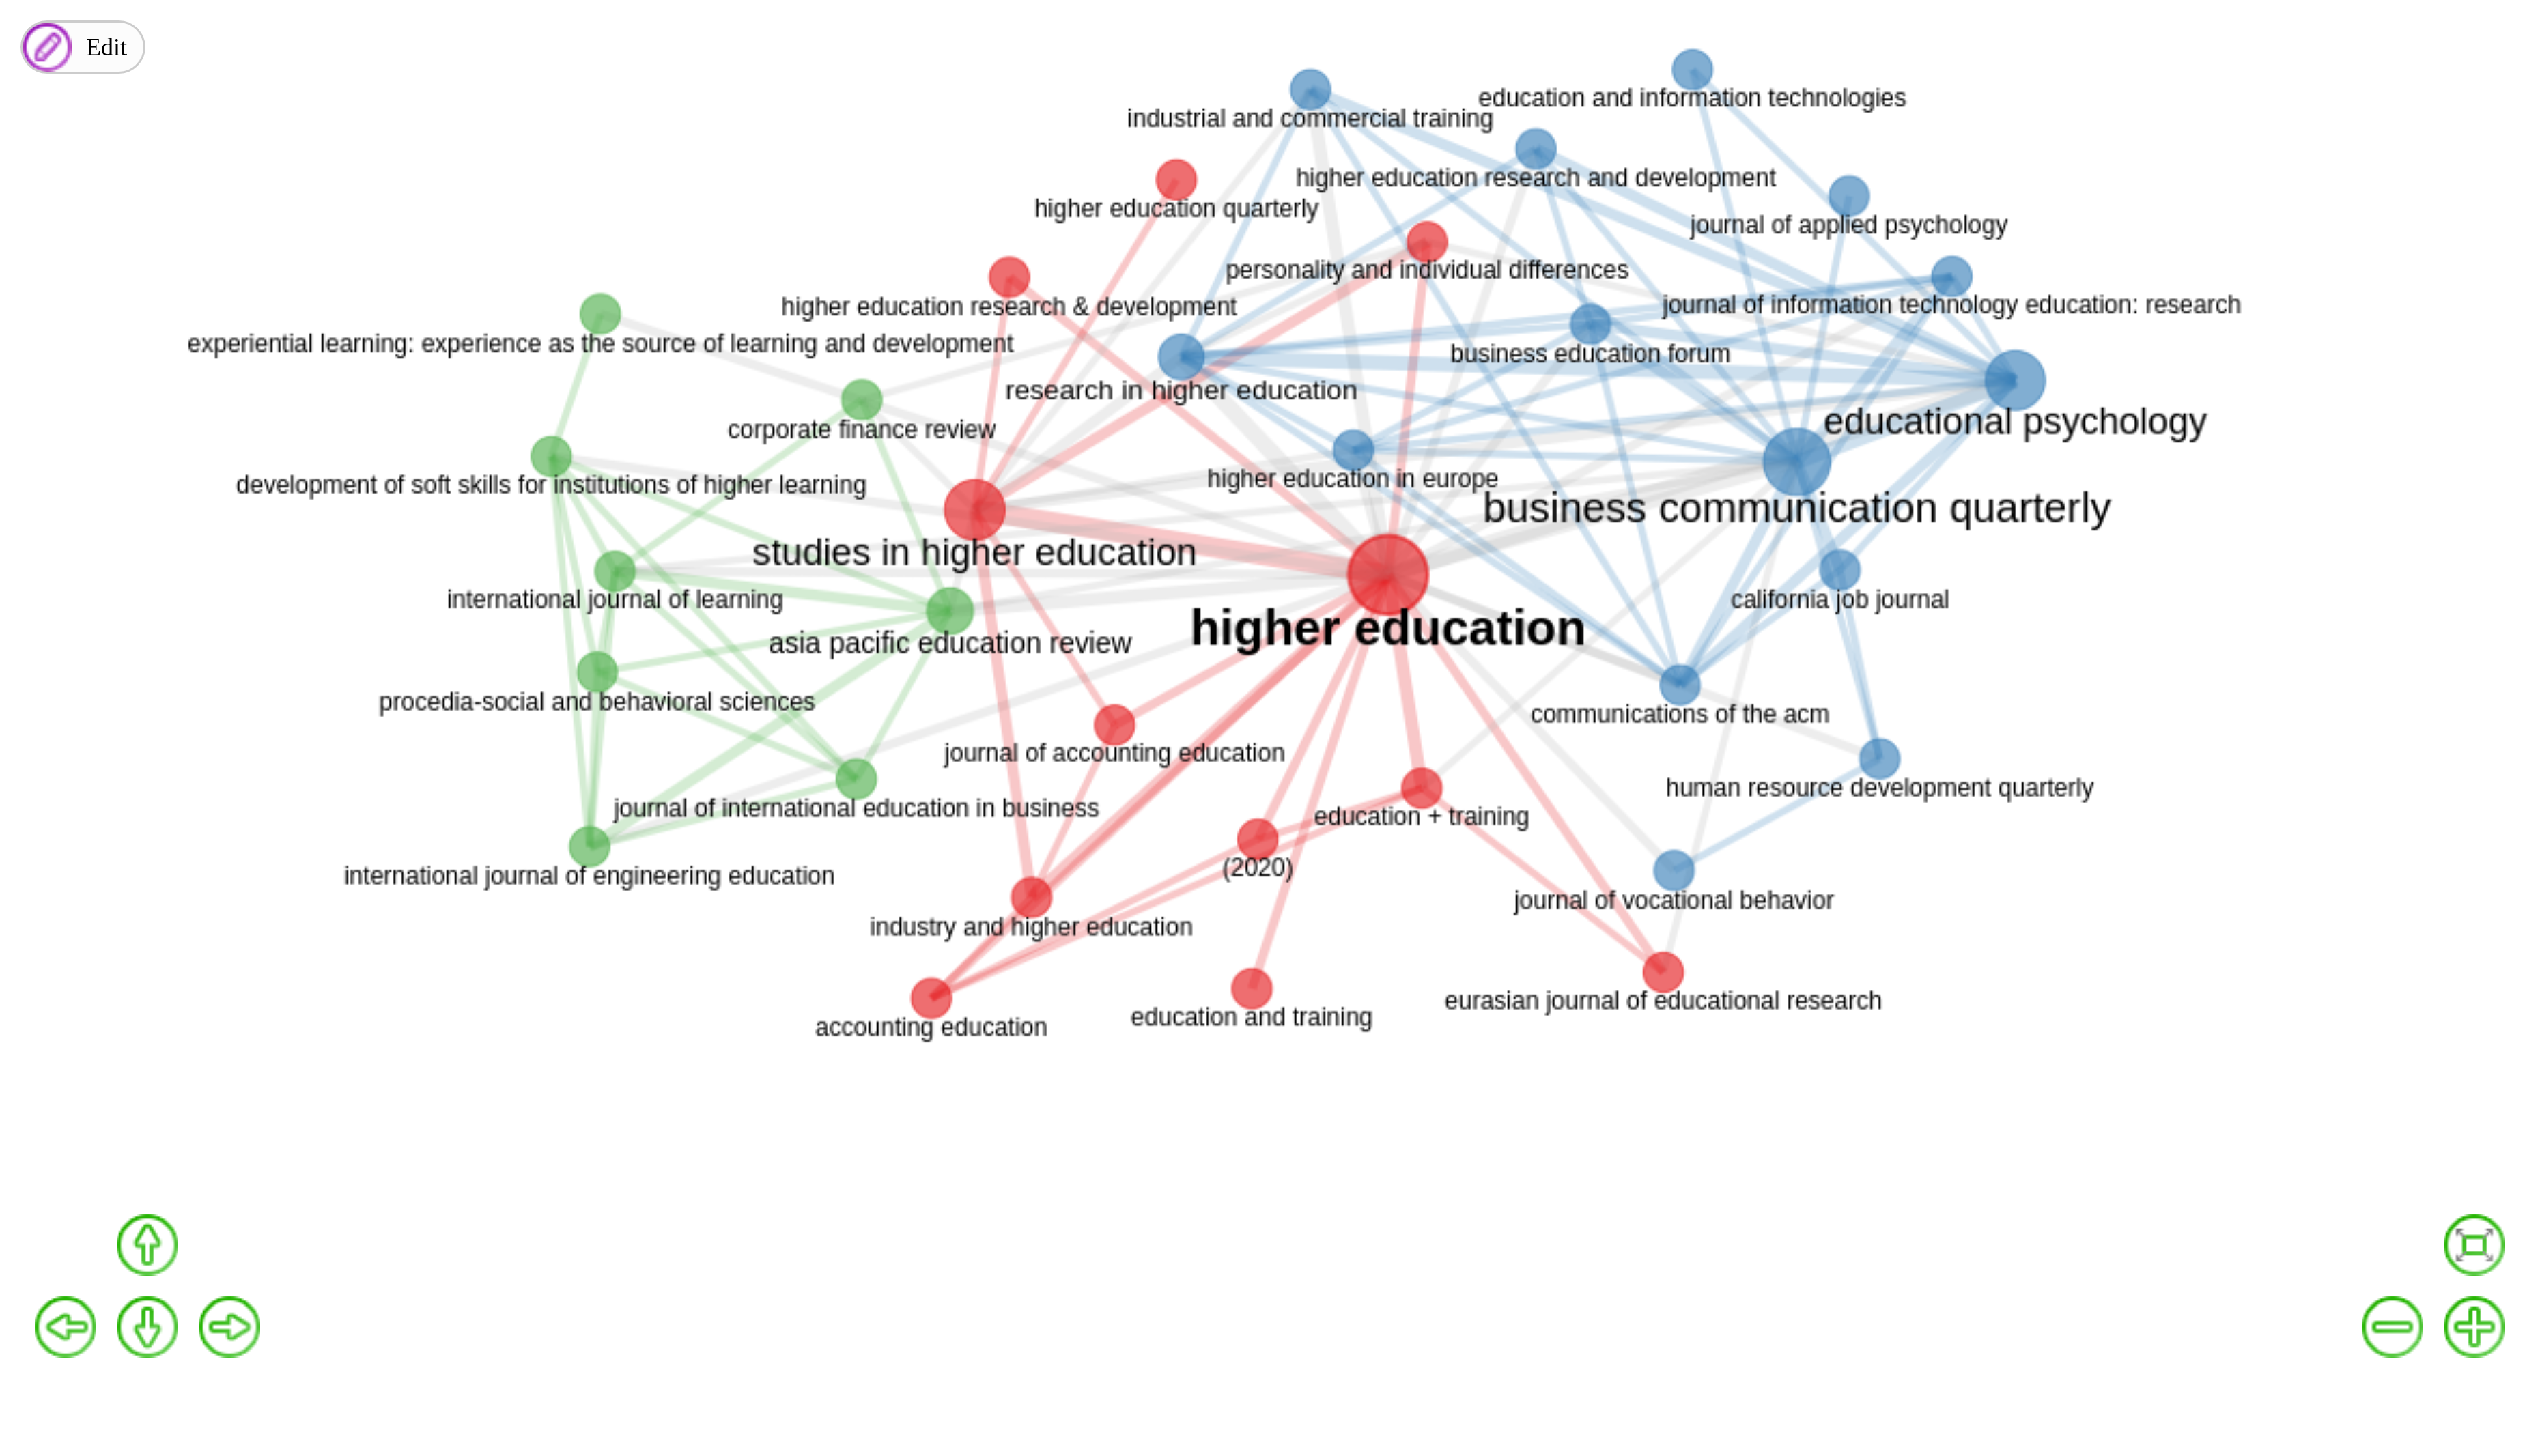 Edit
education and information technologies
industrial and commercial training
higher education research and development
higher education quarterly
journal of applied psychology
personality and individual differences
higher education research & development
journal of information technology education: research
experiential learning: experience as the source of learning and development
business education forum
research in higher education
educational psychology
corporate finance review
higher education in europe
development of soft skills for institutions of higher learning
business communication quarterly
studies in higher education
international journal of learning
california job journal
higher education
asia pacific education review
procedia-social and behavioral sciences
communications of the acm
journal of accounting education
human resource development quarterly
journal of international education in business
education + training
(2020)
international journal of engineering education
journal of vocational behavior
industry and higher education
eurasian journal of educational research
education and training
accounting education